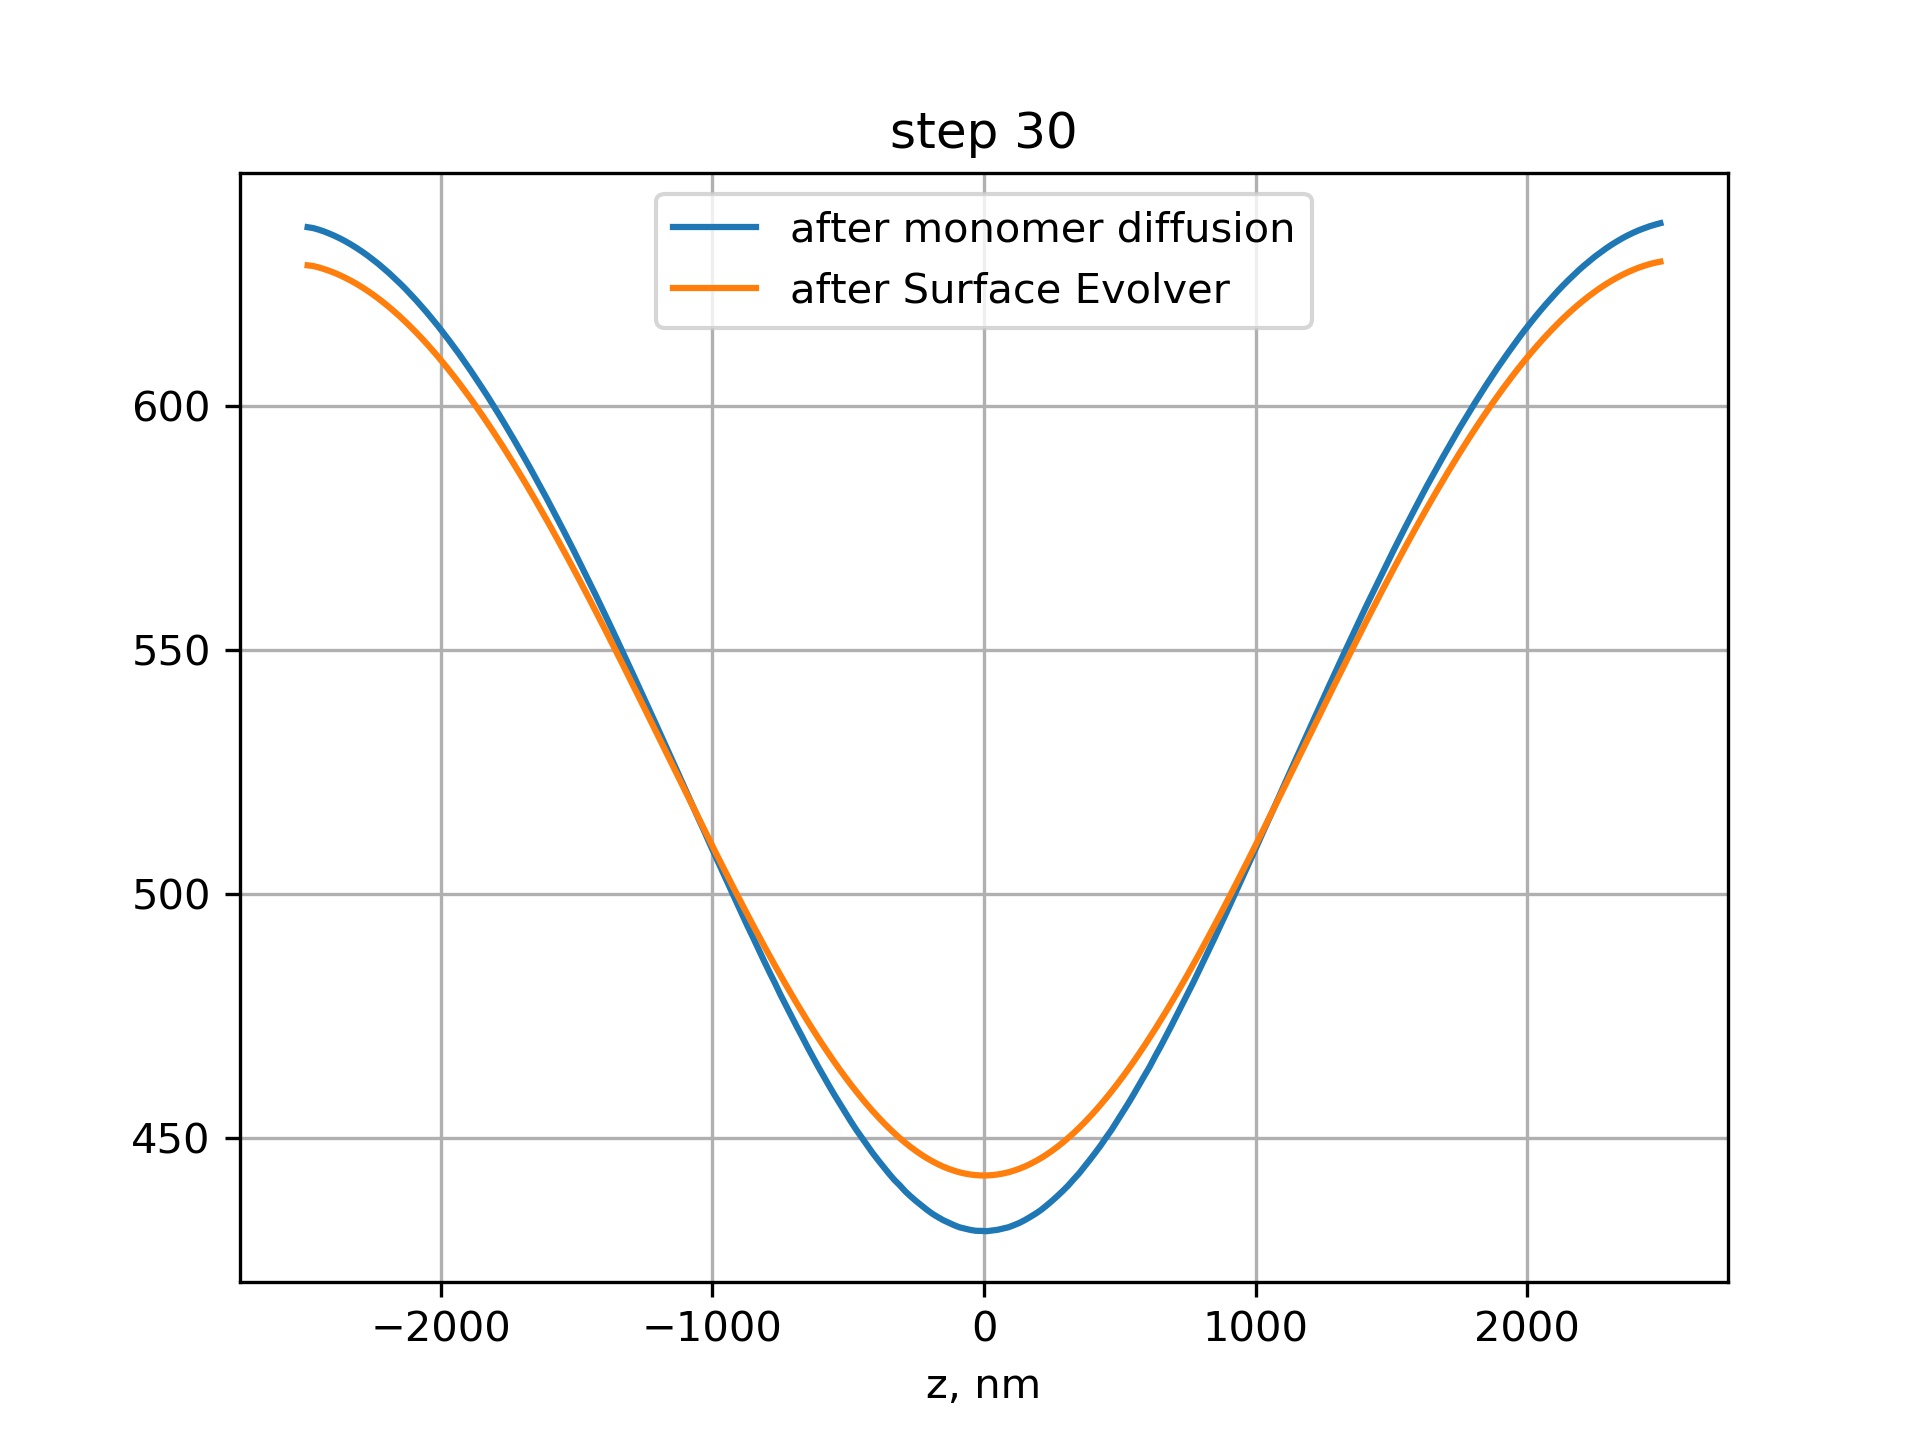 step 30
after monomer diffusion
after Surface Evolver
600
550
500
450
−2000 −1000 0 1000 2000
z, nm